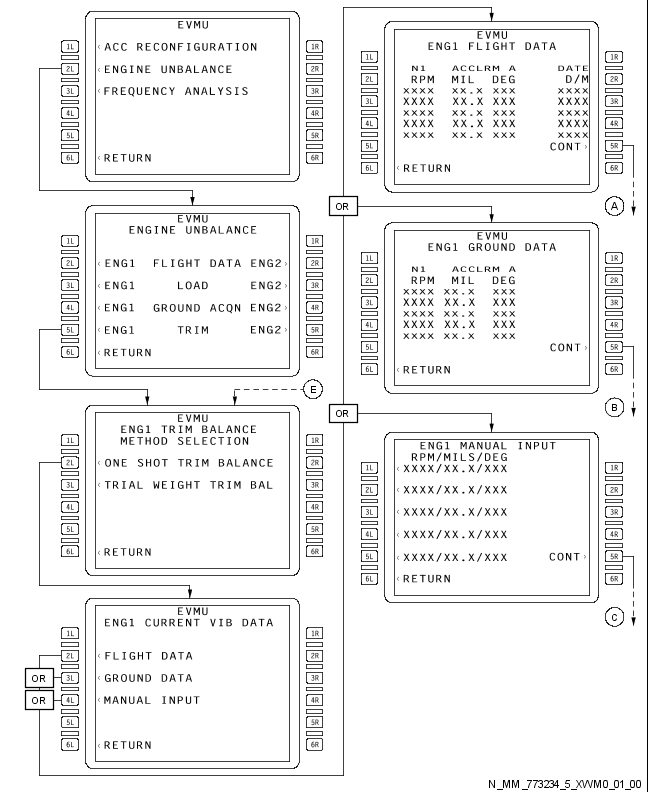 EVMU
1L ‹ACC RECONFIGURATION 1R
2L ‹ENGINE UNBALANCE 2R
3L ‹FREQUENCY ANALYSIS 3R
4L 4R
5L 5R
6L ‹RETURN 6R
EVMU
ENGINE UNBALANCE
1L 1R
2L ‹ENG1 FLIGHT DATA ENG2› 2R
3L ‹ENG1 LOAD ENG2› 3R
4L ‹ENG1 GROUND ACQN ENG2› 4R
5L ‹ENG1 TRIM ENG2› 5R
6L ‹RETURN 6R
E
EVMU
ENG1 TRIM BALANCE
METHOD SELECTION
1L 1R
2L ‹ONE SHOT TRIM BALANCE 2R
3L ‹TRIAL WEIGHT TRIM BAL 3R
4L 4R
5L 5R
6L ‹RETURN 6R
EVMU
ENG1 CURRENT VIB DATA
1L 1R
2L ‹FLIGHT DATA 2R
OR 3L ‹GROUND DATA 3R
OR 4L ‹MANUAL INPUT 4R
5L 5R
6L ‹RETURN 6R
EVMU
ENG1 FLIGHT DATA
1L 1R
N1 ACCLRM A DATE
2L RPM MIL DEG D/M 2R
XXXX XX.X XXX XXXX
3L XXXX XX.X XXX XXXX 3R
XXXX XX.X XXX XXXX
4L XXXX XX.X XXX XXXX 4R
XXXX XX.X XXX XXXX
5L CONT› 5R
6L ‹RETURN 6R
A
OR
EVMU
ENG1 GROUND DATA
1L 1R
N1 ACCLRM A
2L RPM MIL DEG 2R
XXXX XX.X XXX
3L XXXX XX.X XXX 3R
XXXX XX.X XXX
4L XXXX XX.X XXX 4R
XXXX XX.X XXX
5L CONT› 5R
6L ‹RETURN 6R
B
OR
ENG1 MANUAL INPUT
RPM/MILS/DEG
1L ‹XXXX/XX.X/XXX 1R
2L ‹XXXX/XX.X/XXX 2R
3L ‹XXXX/XX.X/XXX 3R
4L ‹XXXX/XX.X/XXX 4R
5L ‹XXXX/XX.X/XXX CONT› 5R
6L ‹RETURN 6R
C
N_MM_773234_5_XWM0_01_00